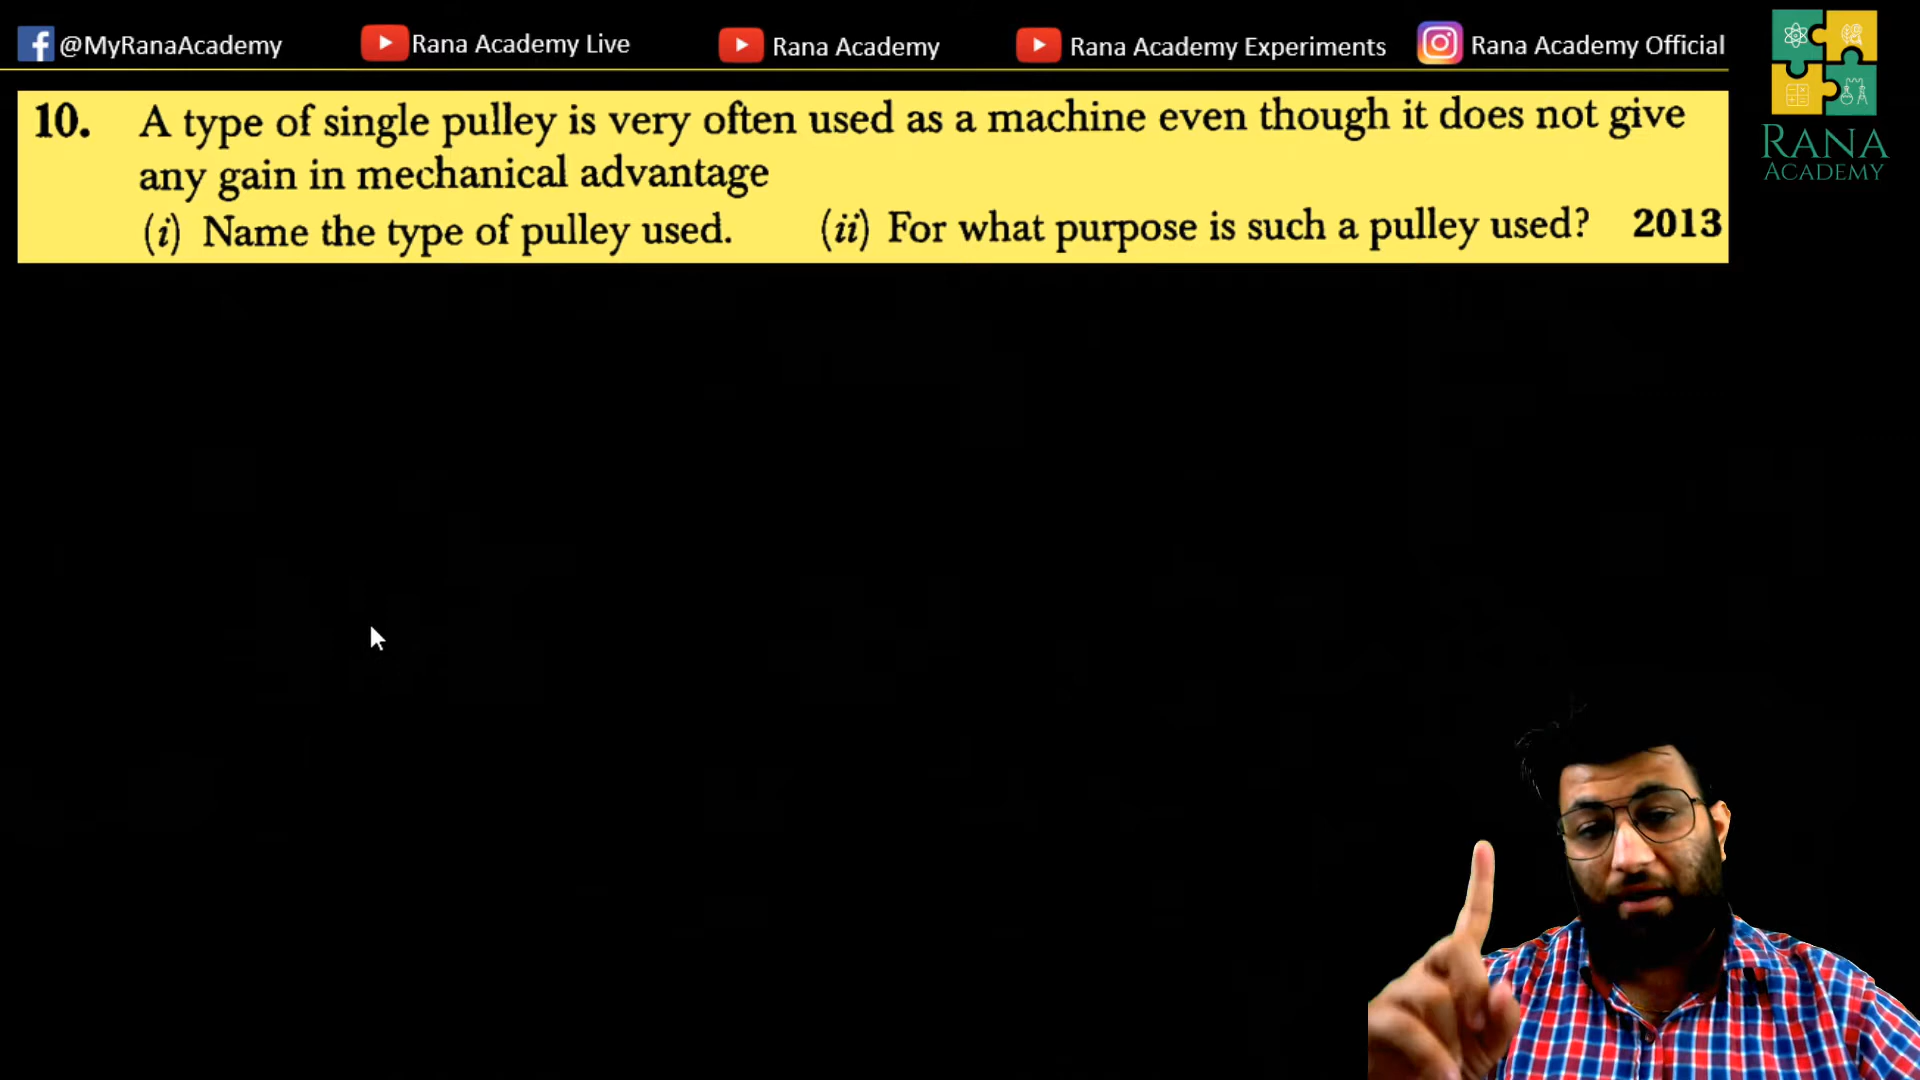 @MyRanaAcademy Rana Academy Live Rana Academy Rana Academy Experiments Rana Academy Official
RANA
ACADEMY
10. A type of single pulley is very often used as a machine even though it does not give
any gain in mechanical advantage
(i) Name the type of pulley used. (ii) For what purpose is such a pulley used? 2013